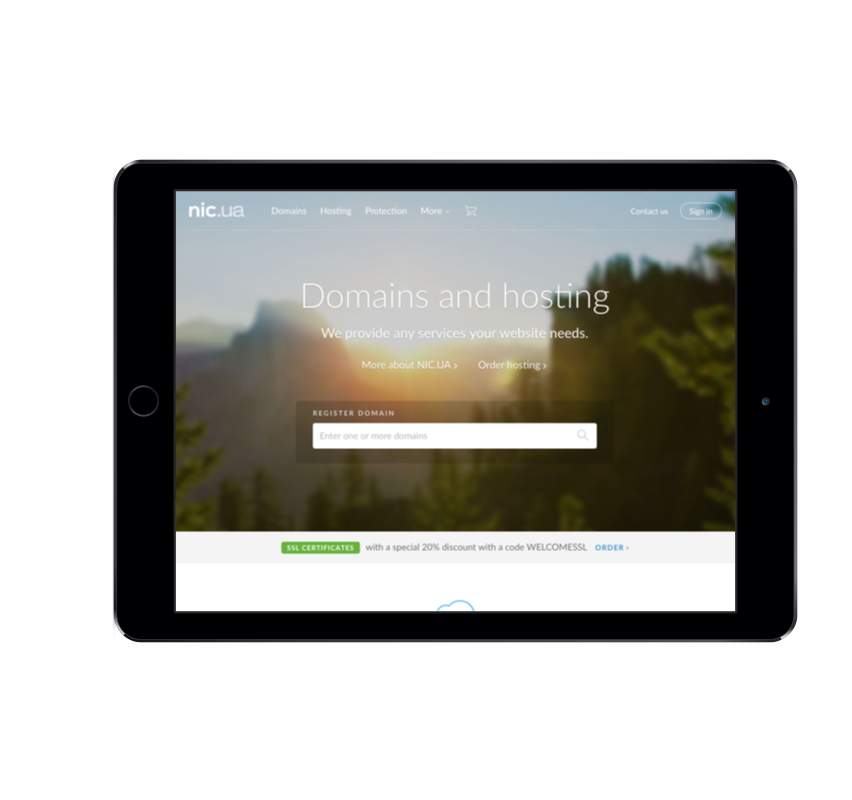 nic.ua Domains Hosting Protection More Contact us Sign in
Domains and hosting
We provide any services your website needs.
More about NIC.UA › Order hosting ›
REGISTER DOMAIN
Enter one or more domains
SSL CERTIFICATES with a special 20% discount with a code WELCOMESSL ORDER ›